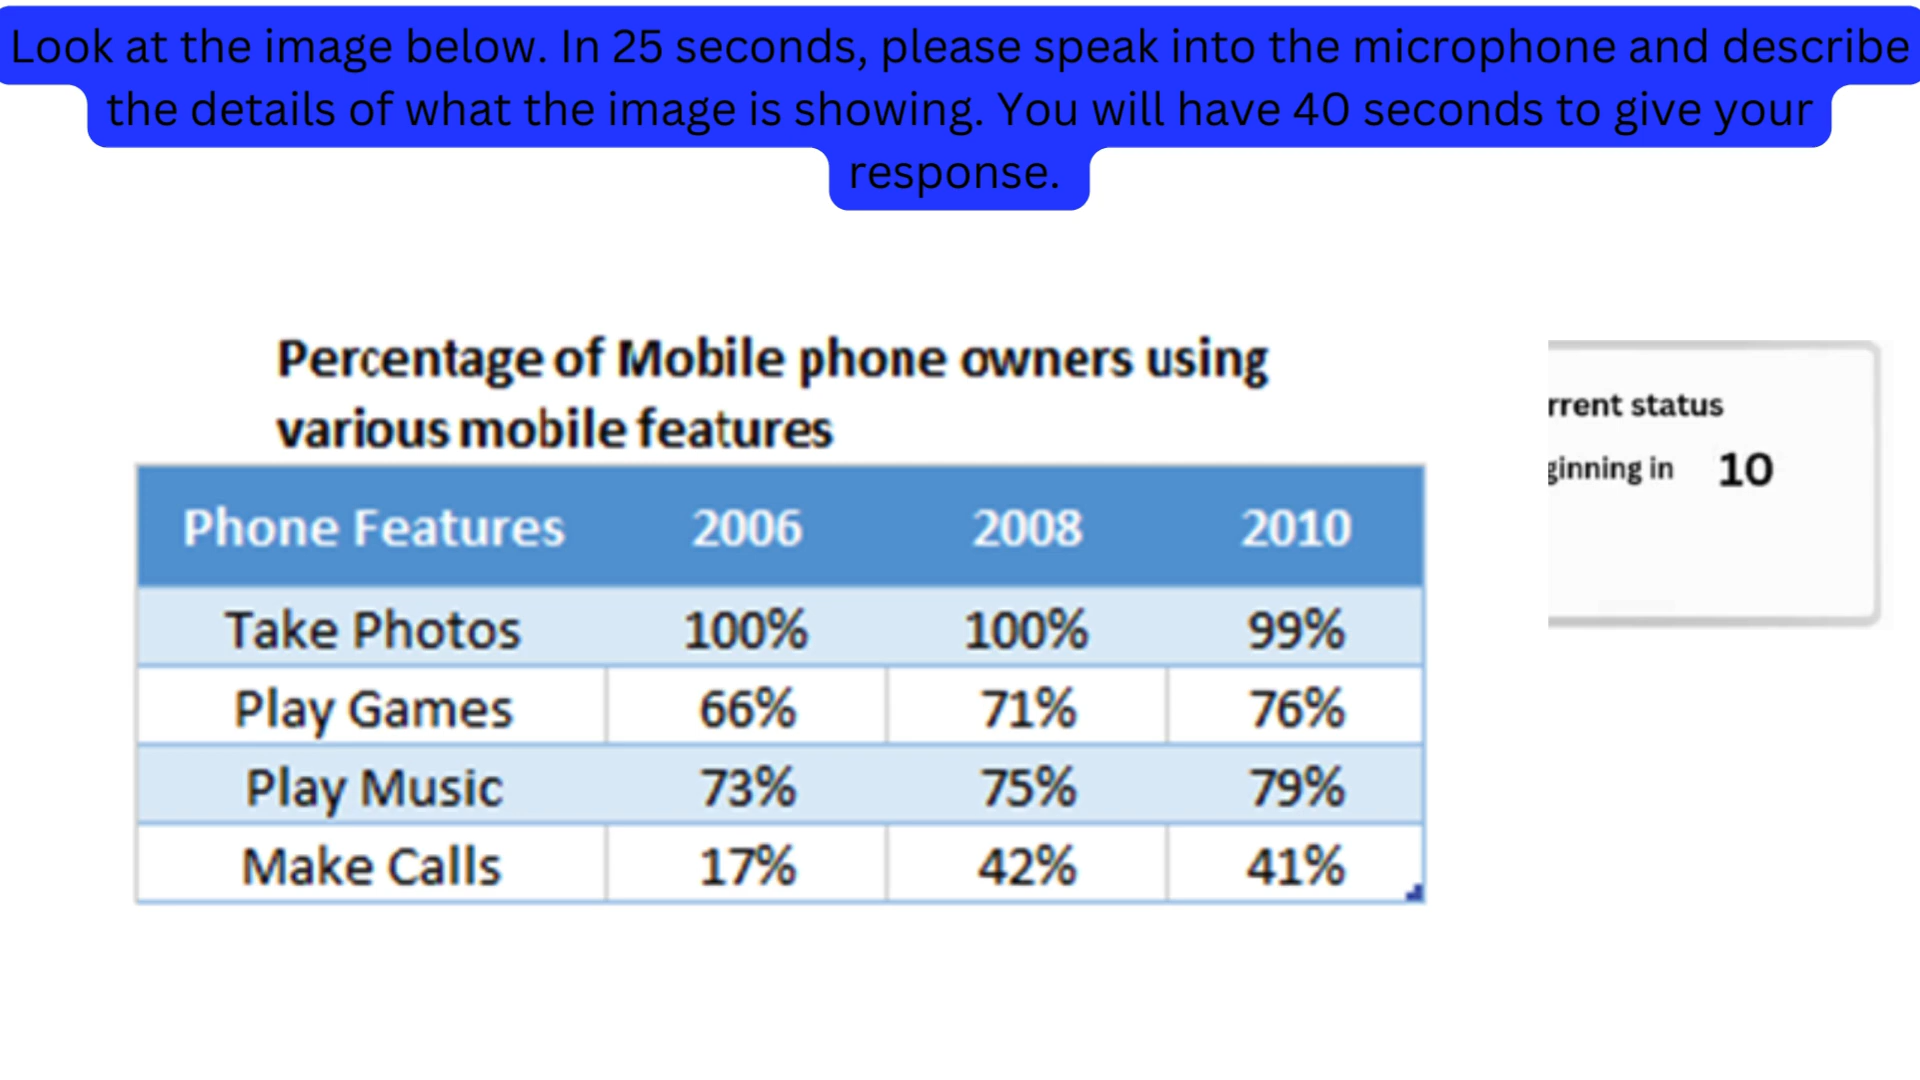 Look at the image below. In 25 seconds, please speak into the microphone and describe
the details of what the image is showing. You will have 40 seconds to give your
response.
Percentage of Mobile phone owners using
various mobile features
Phone Features 2006 2008 2010
Take Photos 100% 100% 99%
Play Games 66% 71% 76%
Play Music 73% 75% 79%
Make Calls 17% 42% 41%
rrent status
ginning in 10